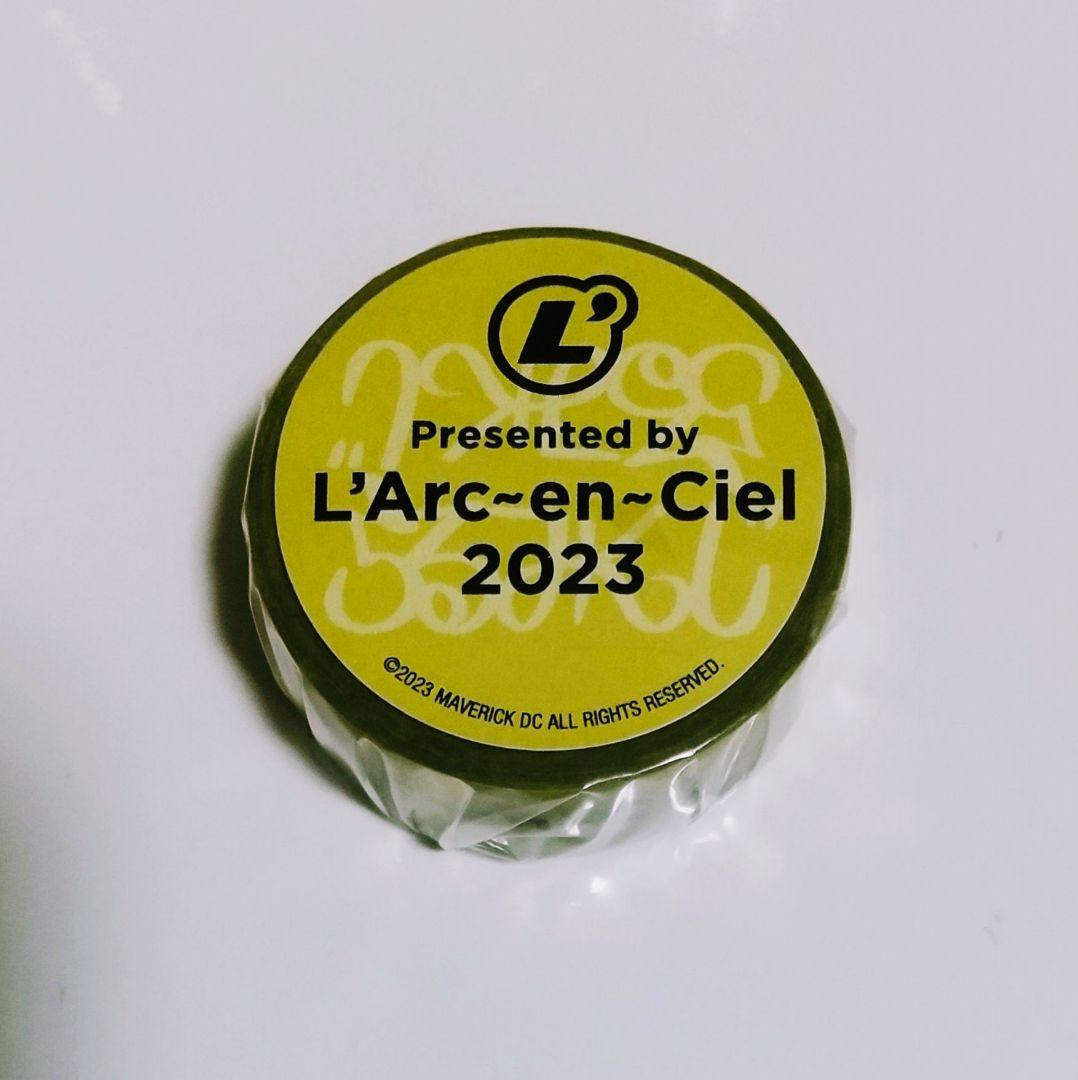 L'
Presented by
L'Arc~en~Ciel
2023
©2023 MAVERICK DC ALL RIGHTS RESERVED.